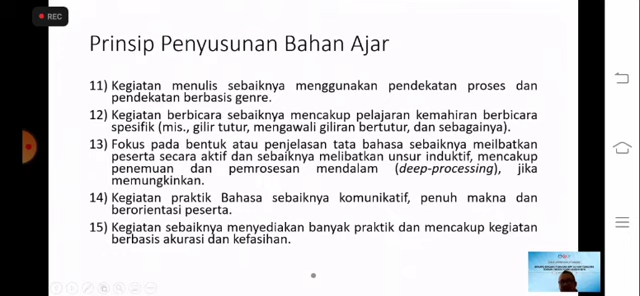 REC
Prinsip Penyusunan Bahan Ajar
11) Kegiatan menulis sebaiknya menggunakan pendekatan proses dan
pendekatan berbasis genre.
12) Kegiatan berbicara sebaiknya mencakup pelajaran kemahiran berbicara
spesifik (mis., gilir tutur, mengawali giliran bertutur, dan sebagainya).
13) Fokus pada bentuk atau penjelasan tata bahasa sebaiknya meilbatkan
peserta secara aktif dan sebaiknya melibatkan unsur induktif, mencakup
penemuan dan pemrosesan mendalam (deep-processing), jika
memungkinkan.
14) Kegiatan praktik Bahasa sebaiknya komunikatif, penuh makna dan
berorientasi peserta.
15) Kegiatan sebaiknya menyediakan banyak praktik dan mencakup kegiatan
berbasis akurasi dan kefasihan.